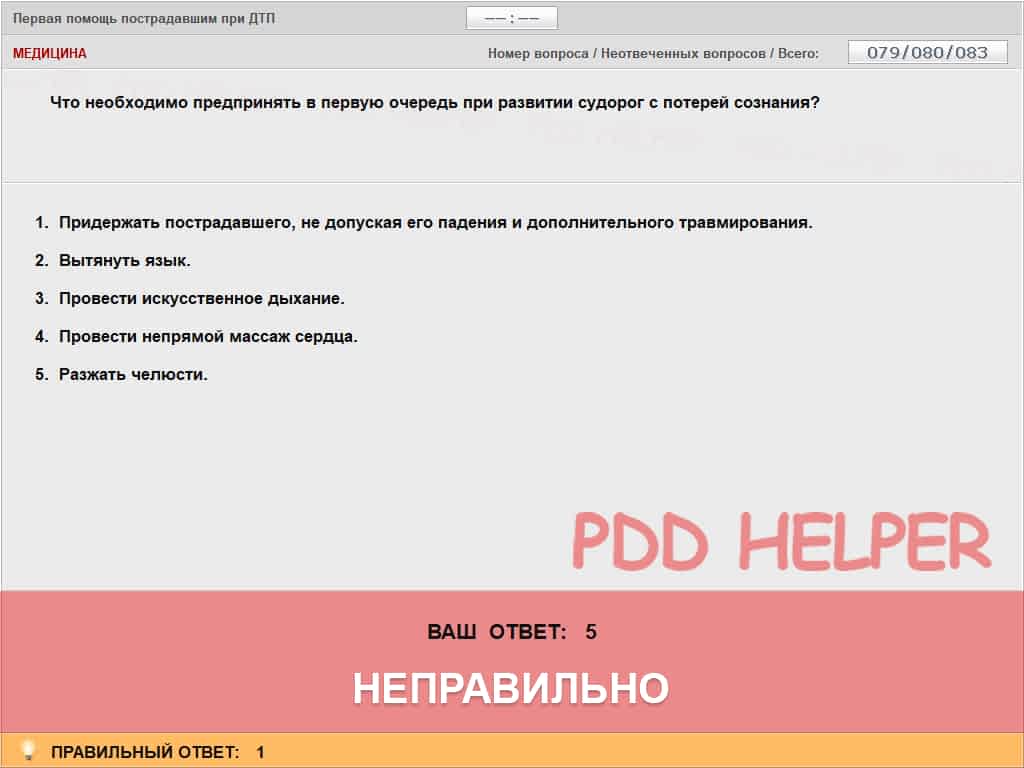 Первая помощь пострадавшим при ДТП
–– : ––
МЕДИЦИНА
Номер вопроса / Неотвеченных вопросов / Всего:
079/080/083
Что необходимо предпринять в первую очередь при развитии судорог с потерей сознания?
1. Придержать пострадавшего, не допуская его падения и дополнительного травмирования.
2. Вытянуть язык.
3. Провести искусственное дыхание.
4. Провести непрямой массаж сердца.
5. Разжать челюсти.
PDD HELPER
ВАШ ОТВЕТ: 5
НЕПРАВИЛЬНО
ПРАВИЛЬНЫЙ ОТВЕТ: 1